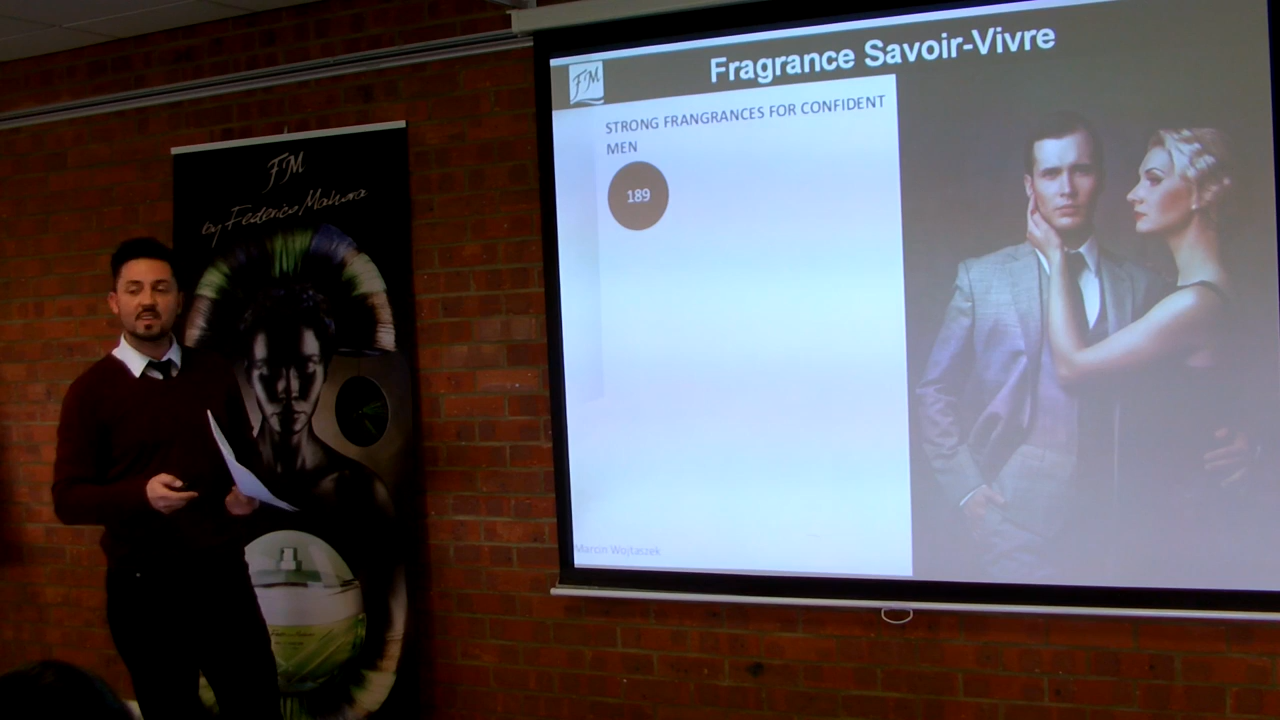 FM
by Federico Mahora
FM
Fragrance Savoir-Vivre
STRONG FRANGRANCES FOR CONFIDENT
MEN
189
Marcin Wojtaszek